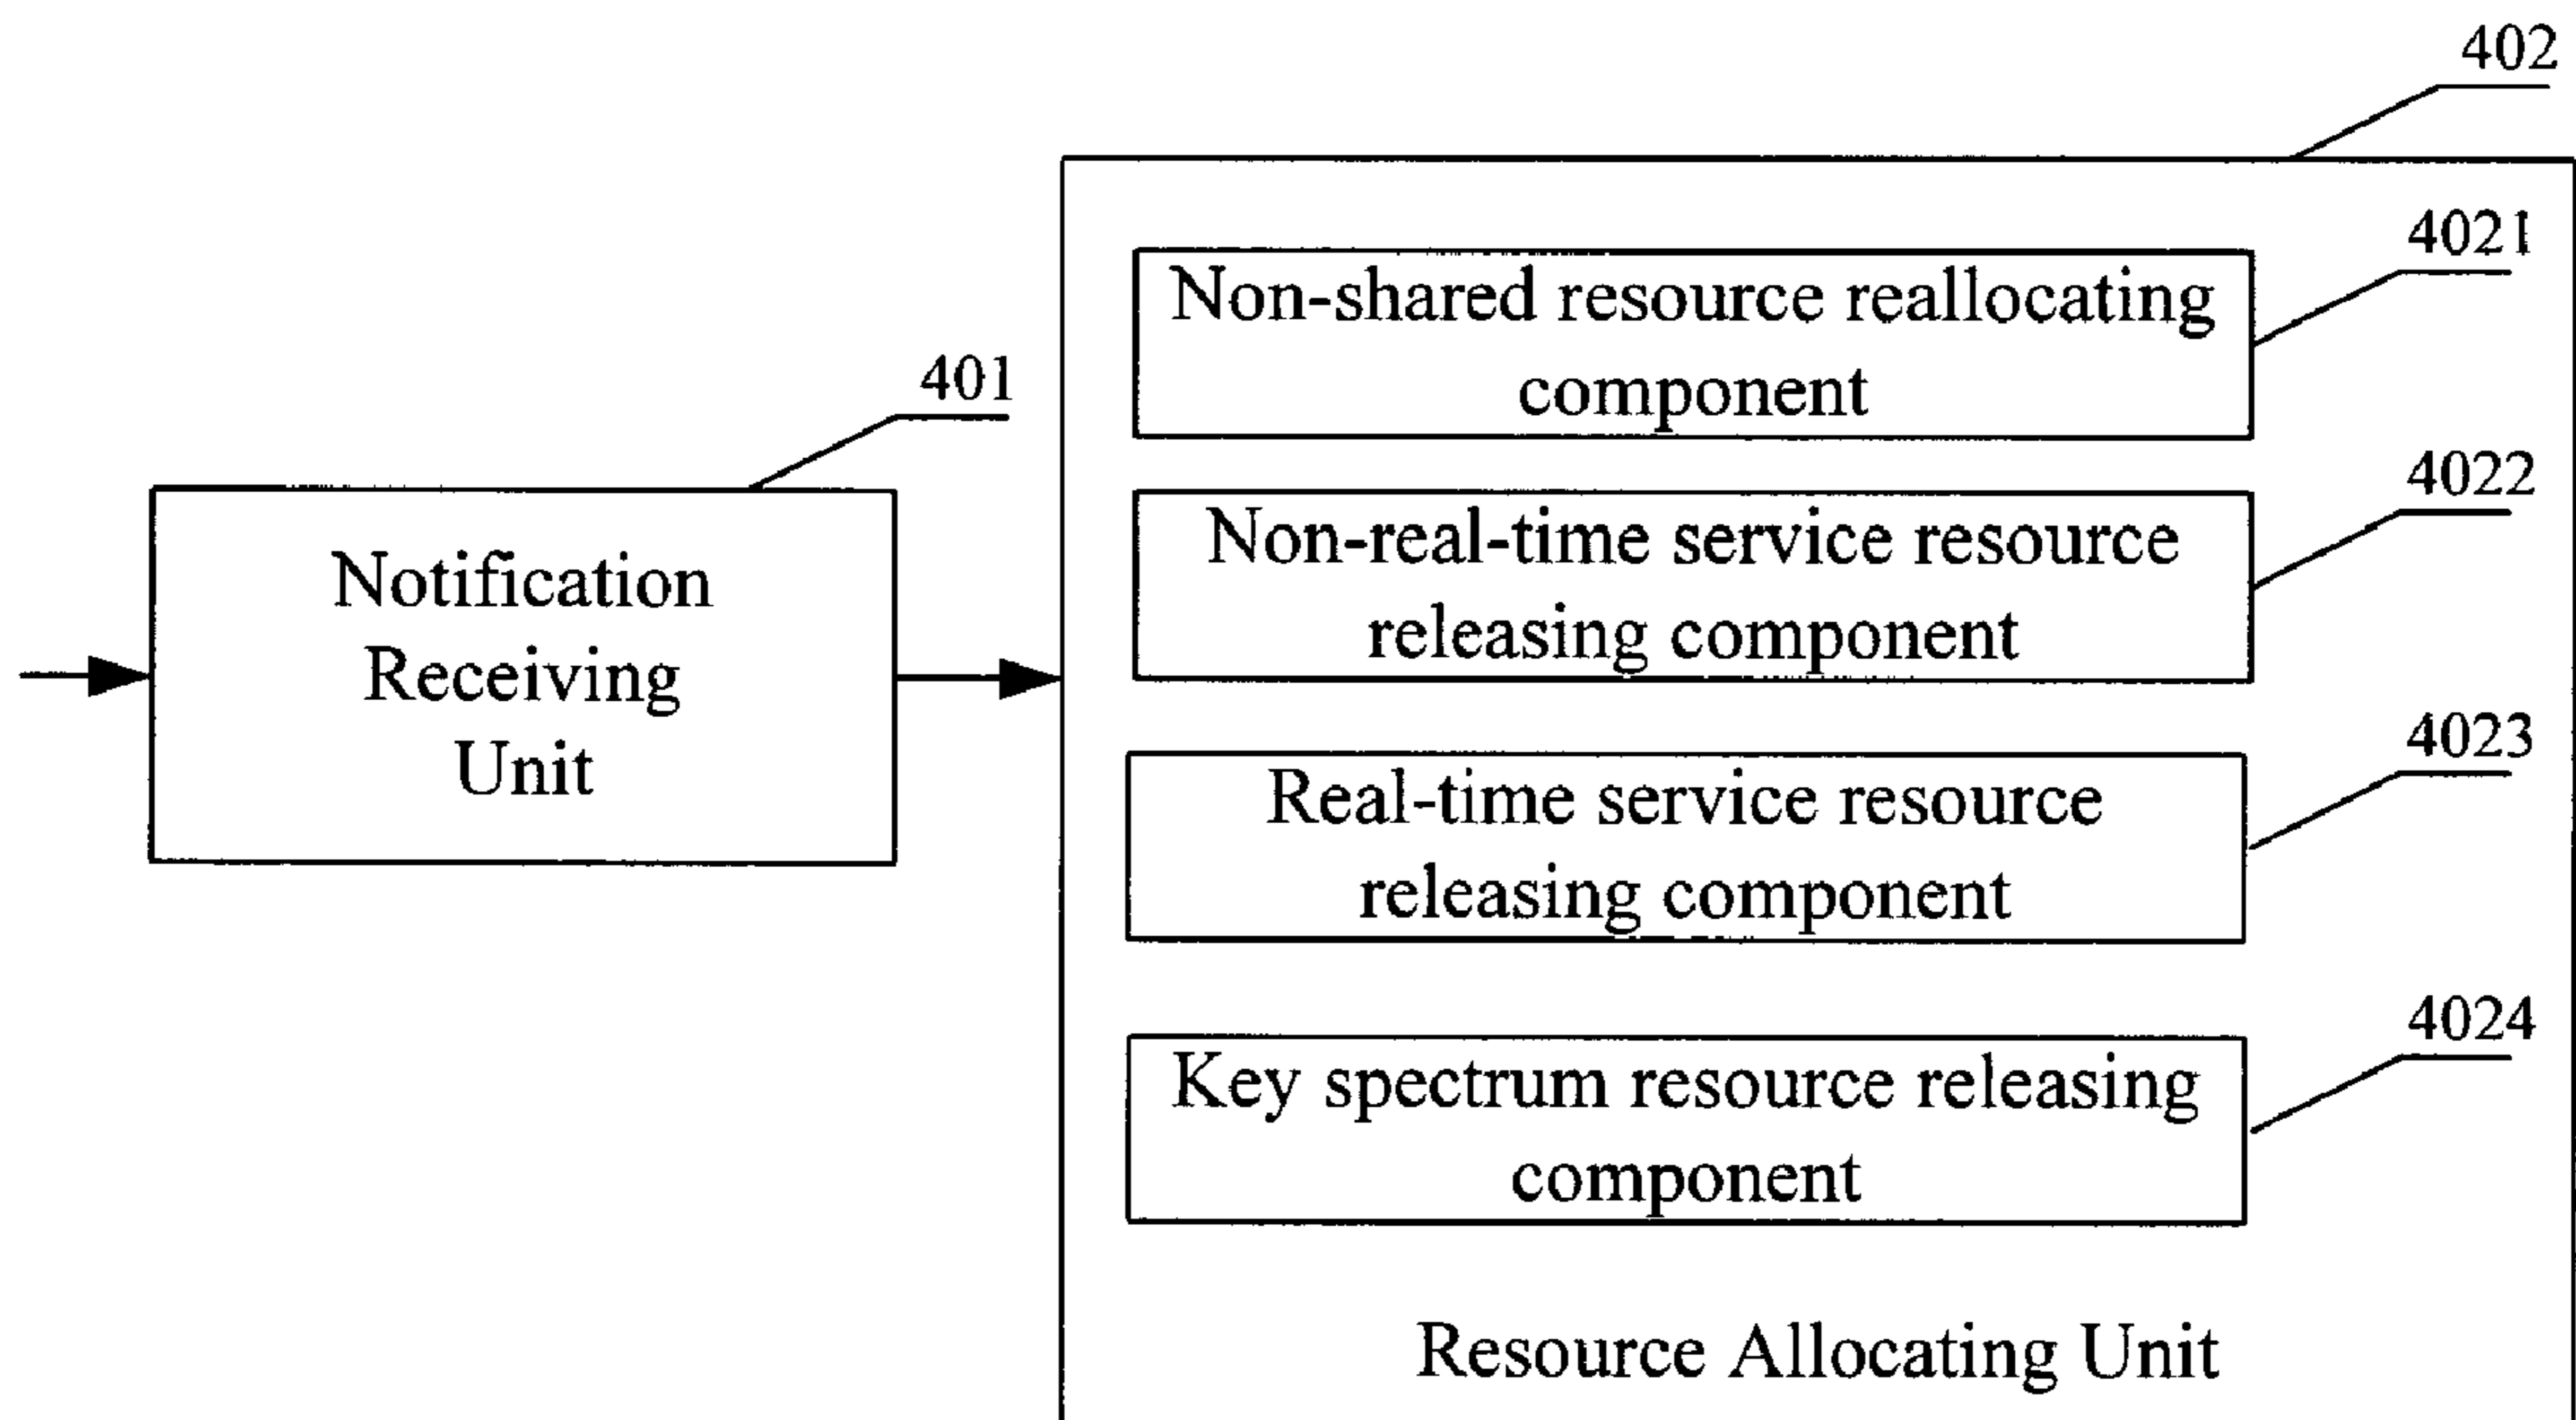 402
4021
Non-shared resource reallocating
component
401
4022
Non-real-time service resource
releasing component
Notification
Receiving
Unit
4023
Real-time service resource
releasing component
4024
Key spectrum resource releasing
component
Resource Allocating Unit